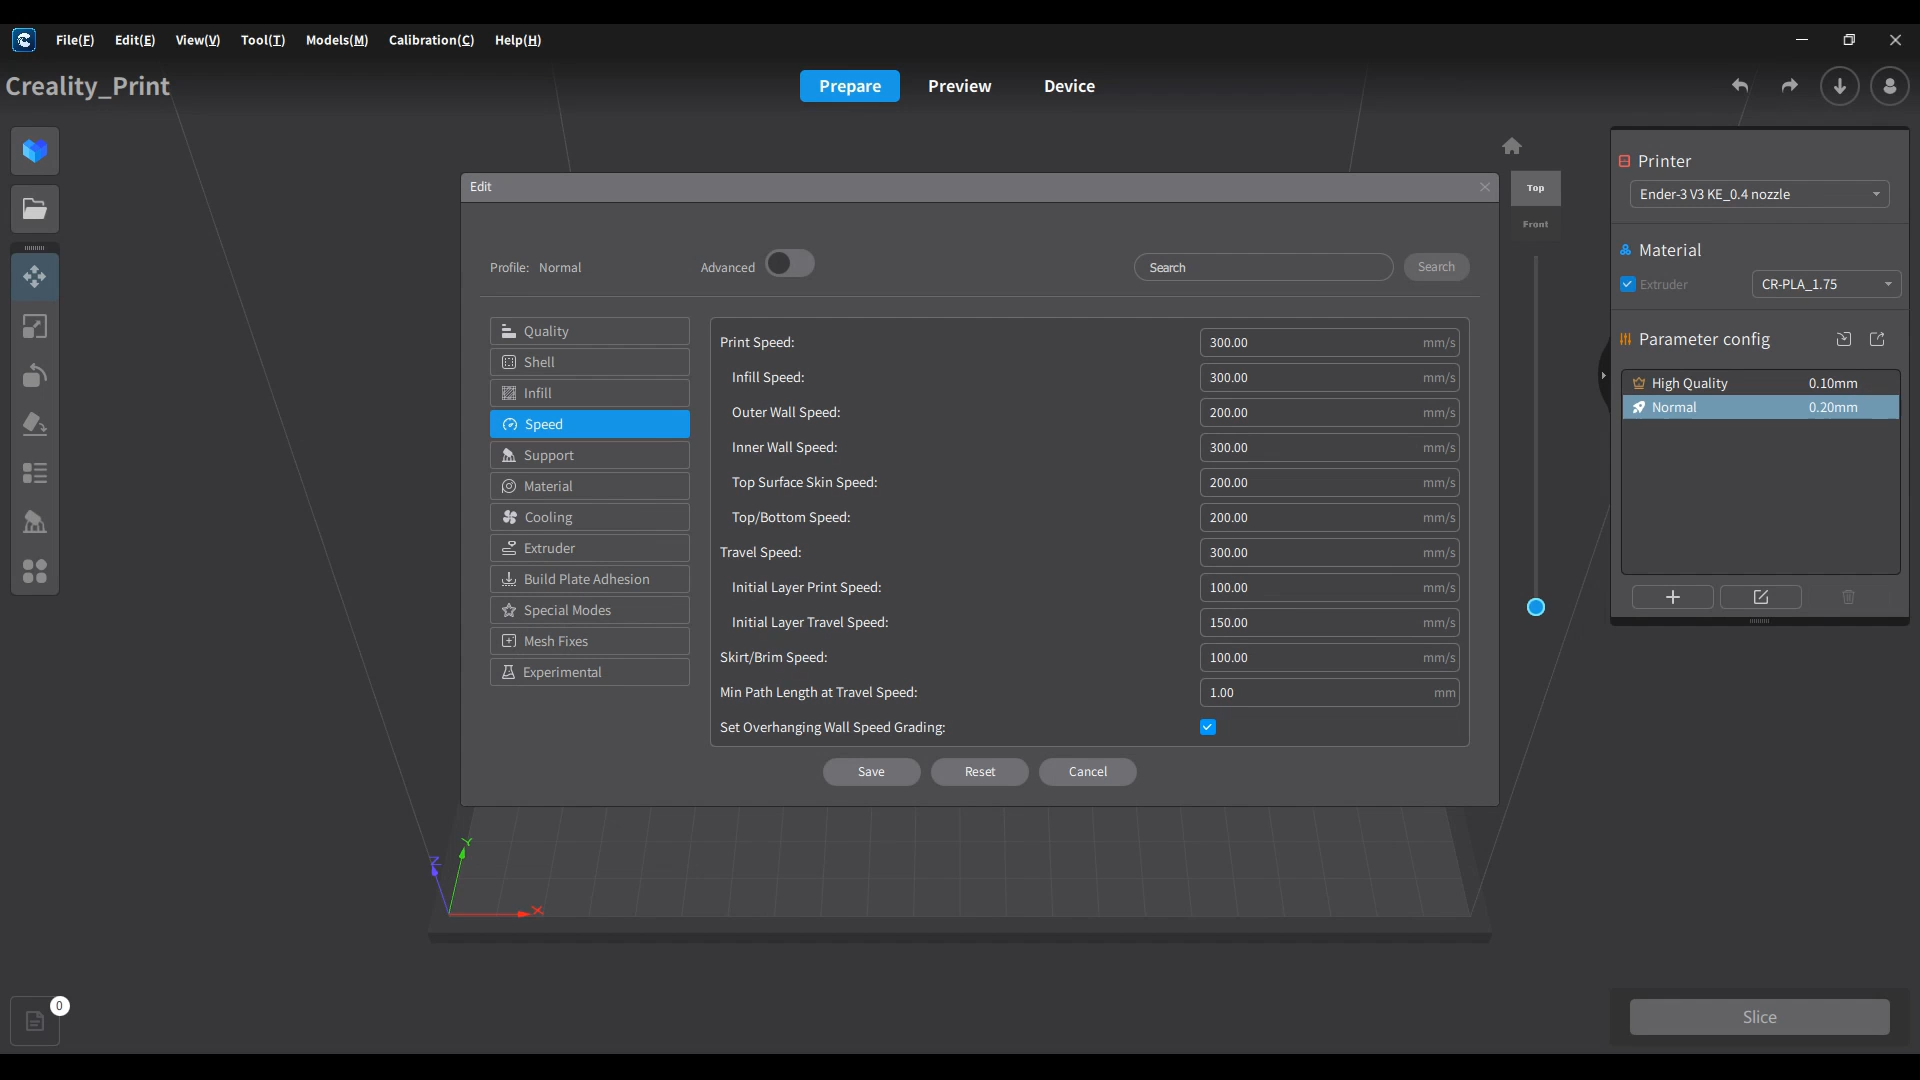 File(F) Edit(E) View(V) Tool(T) Models(M) Calibration(C) Help(H)
Creality_Print
Prepare Preview Device
Top
Front
Printer
Ender-3 V3 KE_0.4 nozzle
Material
Extruder CR-PLA_1.75
Parameter config
High Quality 0.10mm
Normal 0.20mm
Edit
Profile: Normal Advanced Search Search
Quality
Shell
Infill
Speed
Support
Material
Cooling
Extruder
Build Plate Adhesion
Special Modes
Mesh Fixes
Experimental
Print Speed: 300.00 mm/s
Infill Speed: 300.00 mm/s
Outer Wall Speed: 200.00 mm/s
Inner Wall Speed: 300.00 mm/s
Top Surface Skin Speed: 200.00 mm/s
Top/Bottom Speed: 200.00 mm/s
Travel Speed: 300.00 mm/s
Initial Layer Print Speed: 100.00 mm/s
Initial Layer Travel Speed: 150.00 mm/s
Skirt/Brim Speed: 100.00 mm/s
Min Path Length at Travel Speed: 1.00 mm
Set Overhanging Wall Speed Grading:
Save Reset Cancel
Y
Z
X
0
Slice